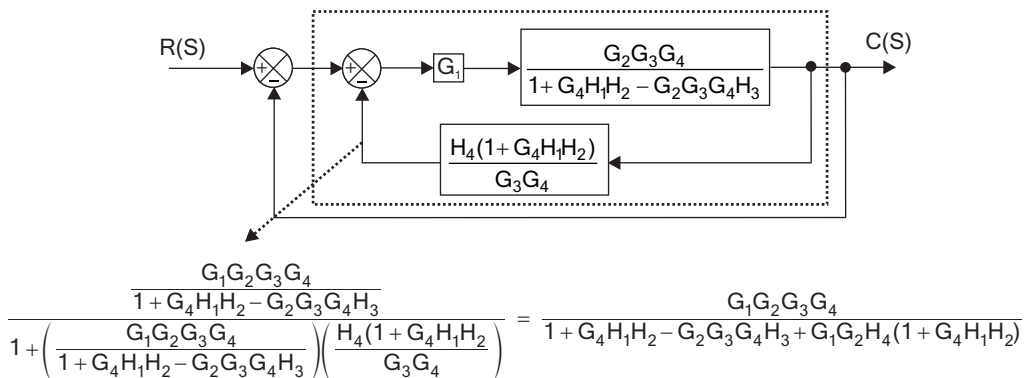 R(S)
C(S)
+
−
+
−
G₁
G₂G₃G₄
1 + G₄H₁H₂ − G₂G₃G₄H₃
H₄(1 + G₄H₁H₂)
G₃G₄
G₁G₂G₃G₄
1 + G₄H₁H₂ − G₂G₃G₄H₃
1 + ( G₁G₂G₃G₄ / 1 + G₄H₁H₂ − G₂G₃G₄H₃ ) ( H₄(1 + G₄H₁H₂ / G₃G₄ )
= G₁G₂G₃G₄
1 + G₄H₁H₂ − G₂G₃G₄H₃ + G₁G₂H₄(1 + G₄H₁H₂)